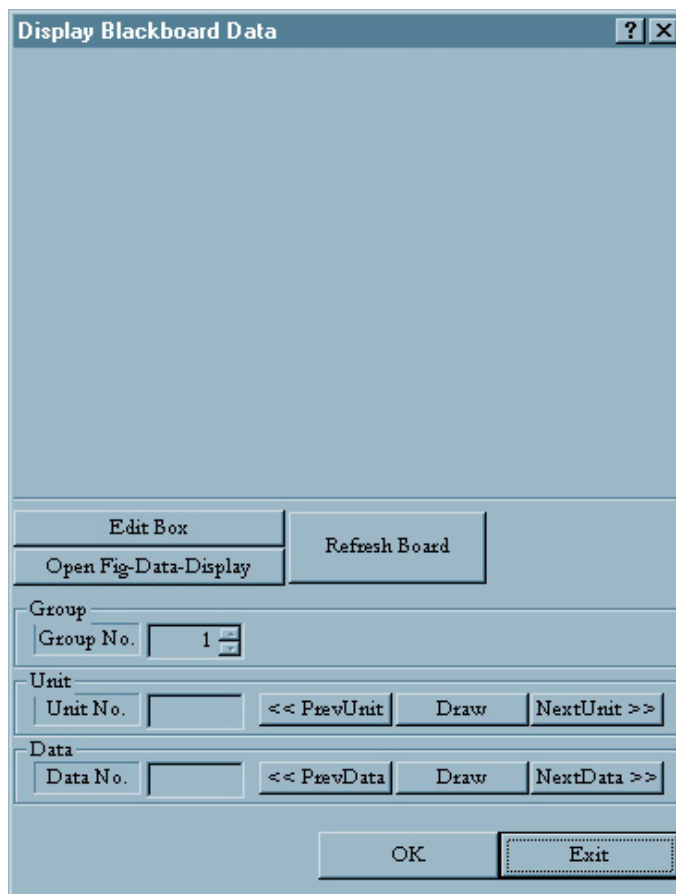 Display Blackboard Data ? ×
Edit Box
Open Fig-Data-Display
Refresh Board
Group
Group No. 1
Unit
Unit No. << PrevUnit Draw NextUnit >>
Data
Data No. << PrevData Draw NextData >>
OK Exit